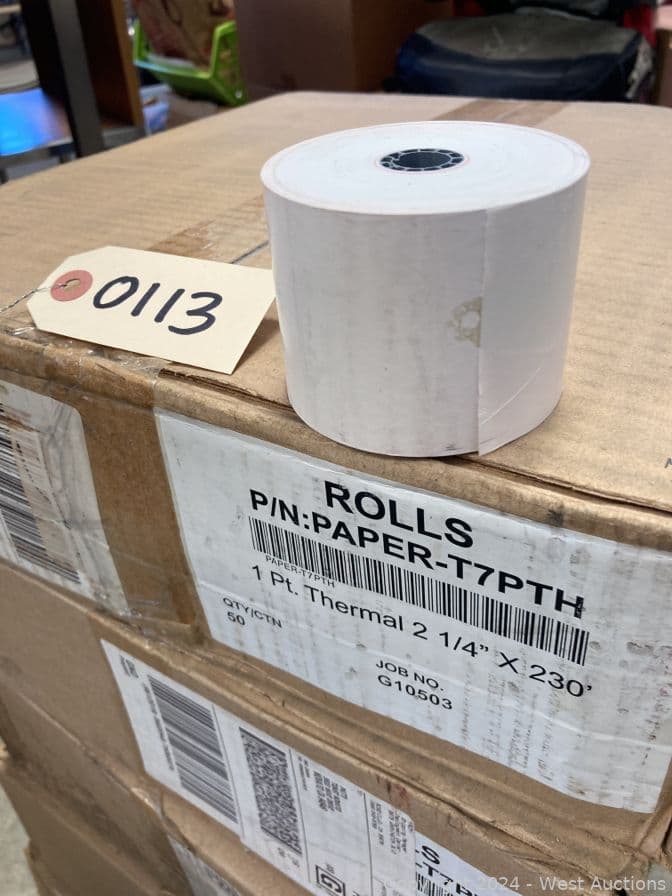 0113
ROLLS
P/N:PAPER-T7PTH
PAPER-T7PTH
1 Pt. Thermal 2 1/4" X 230'
QTY/CTN
50
JOB NO.
G10503
2024 - West Auctions